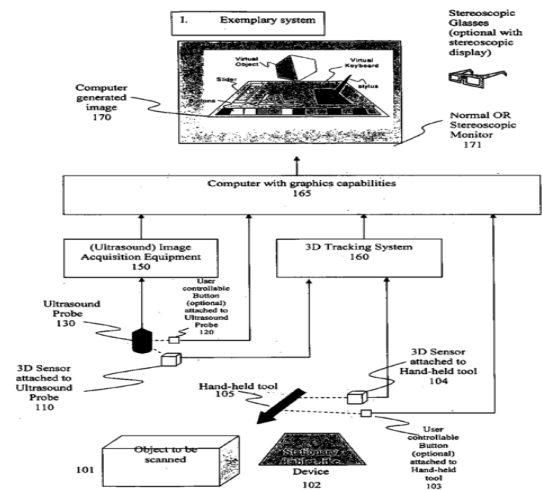 I. Exemplary system
Stereoscopic
Glasses
(optional with
stereoscopic
display)
Virtual
Object
Virtual
Keyboard
Slider
stylus
Computer
generated
image
170
Normal OR
Stereoscopic
Monitor
171
Computer with graphics capabilities
165
(Ultrasound) Image
Acquisition Equipment
150
3D Tracking System
160
User
controllable
Button
(optional)
attached to
Ultrasound
Probe
120
Ultrasound
Probe
130
3D Sensor
attached to
Ultrasound
Probe
110
3D Sensor
attached to
Hand-held tool
104
Hand-held tool
105
User
controllable
Button
(optional)
attached to
Hand-held
tool
103
101
Object to be
scanned
Device
102